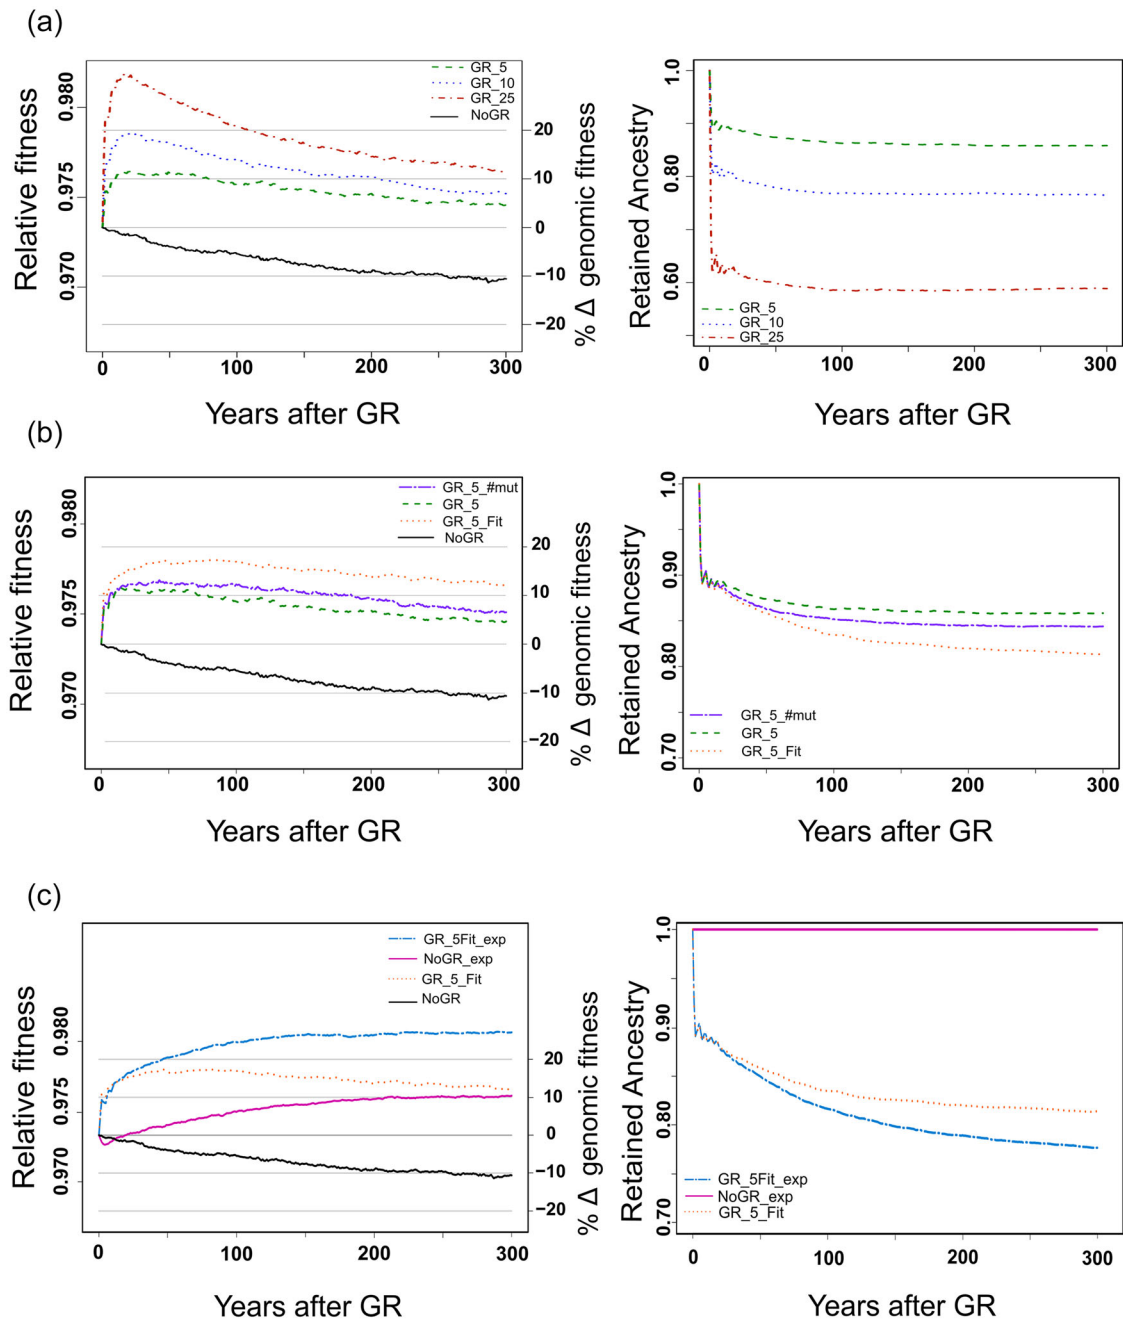 (a)
Relative fitness
0.980
0.975
0.970
GR_5
GR_10
GR_25
NoGR
20
10
0
−10
−20
% Δ genomic fitness
0
100
200
300
Years after GR
Retained Ancestry
1.0
0.80
0.60
GR_5
GR_10
GR_25
0
100
200
300
Years after GR
(b)
Relative fitness
0.980
0.975
0.970
GR_5_#mut
GR_5
GR_5_Fit
NoGR
20
10
0
−10
−20
% Δ genomic fitness
0
100
200
300
Years after GR
Retained Ancestry
1.0
0.90
0.80
0.70
GR_5_#mut
GR_5
GR_5_Fit
0
100
200
300
Years after GR
(c)
Relative fitness
0.980
0.975
0.970
GR_5Fit_exp
NoGR_exp
GR_5_Fit
NoGR
20
10
0
−10
−20
% Δ genomic fitness
0
100
200
300
Years after GR
Retained Ancestry
1.0
0.90
0.80
0.70
GR_5Fit_exp
NoGR_exp
GR_5_Fit
0
100
200
300
Years after GR